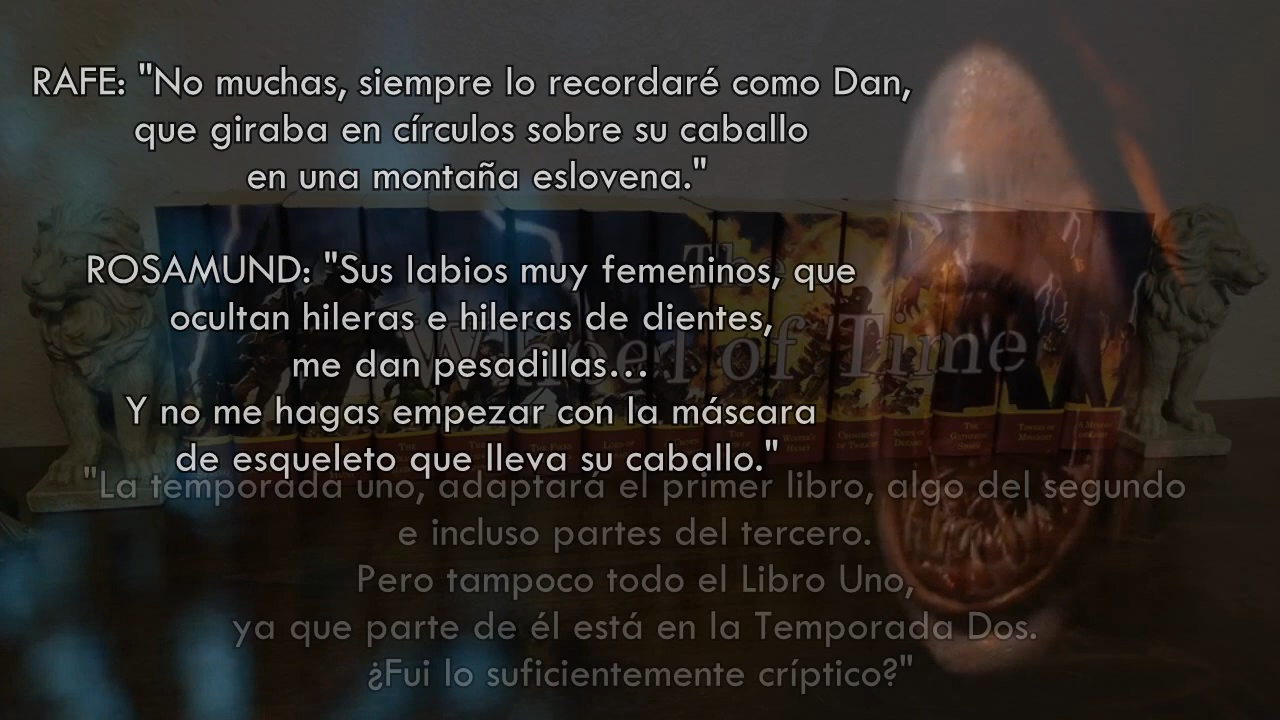 RAFE: "No muchas, siempre lo recordaré como Dan,
que giraba en círculos sobre su caballo
en una montaña eslovena."
ROSAMUND: "Sus labios muy femeninos, que
ocultan hileras e hileras de dientes,
me dan pesadillas...
Y no me hagas empezar con la máscara
de esqueleto que lleva su caballo."
"La temporada uno, adaptará el primer libro, algo del segundo
e incluso partes del tercero.
Pero tampoco todo el Libro Uno,
ya que parte de él está en la Temporada Dos.
¿Fui lo suficientemente críptico?"
The
Wheel of Time